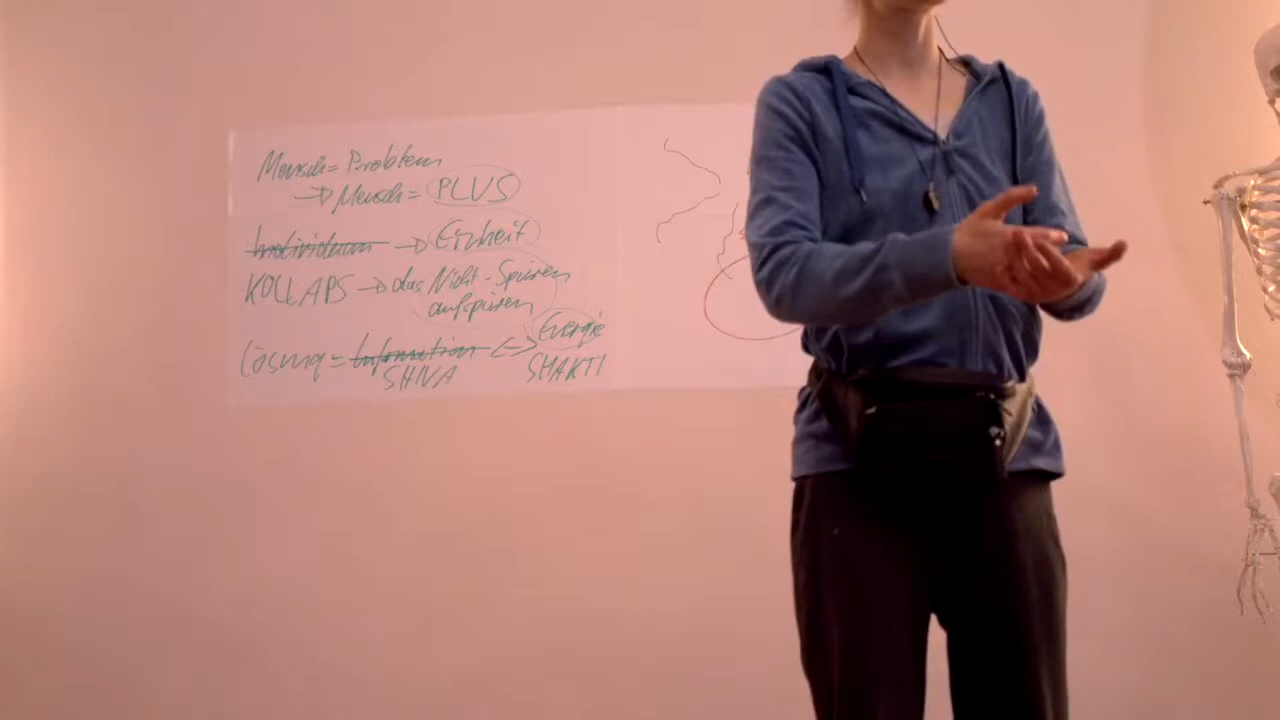 Mensch = Problem
→ Mensch = PLUS
Individuum → Einheit
KOLLAPS → das Nicht-Spüren
aufspüren
Lösung = Information <=> Energie
SHIVA SHAKTI